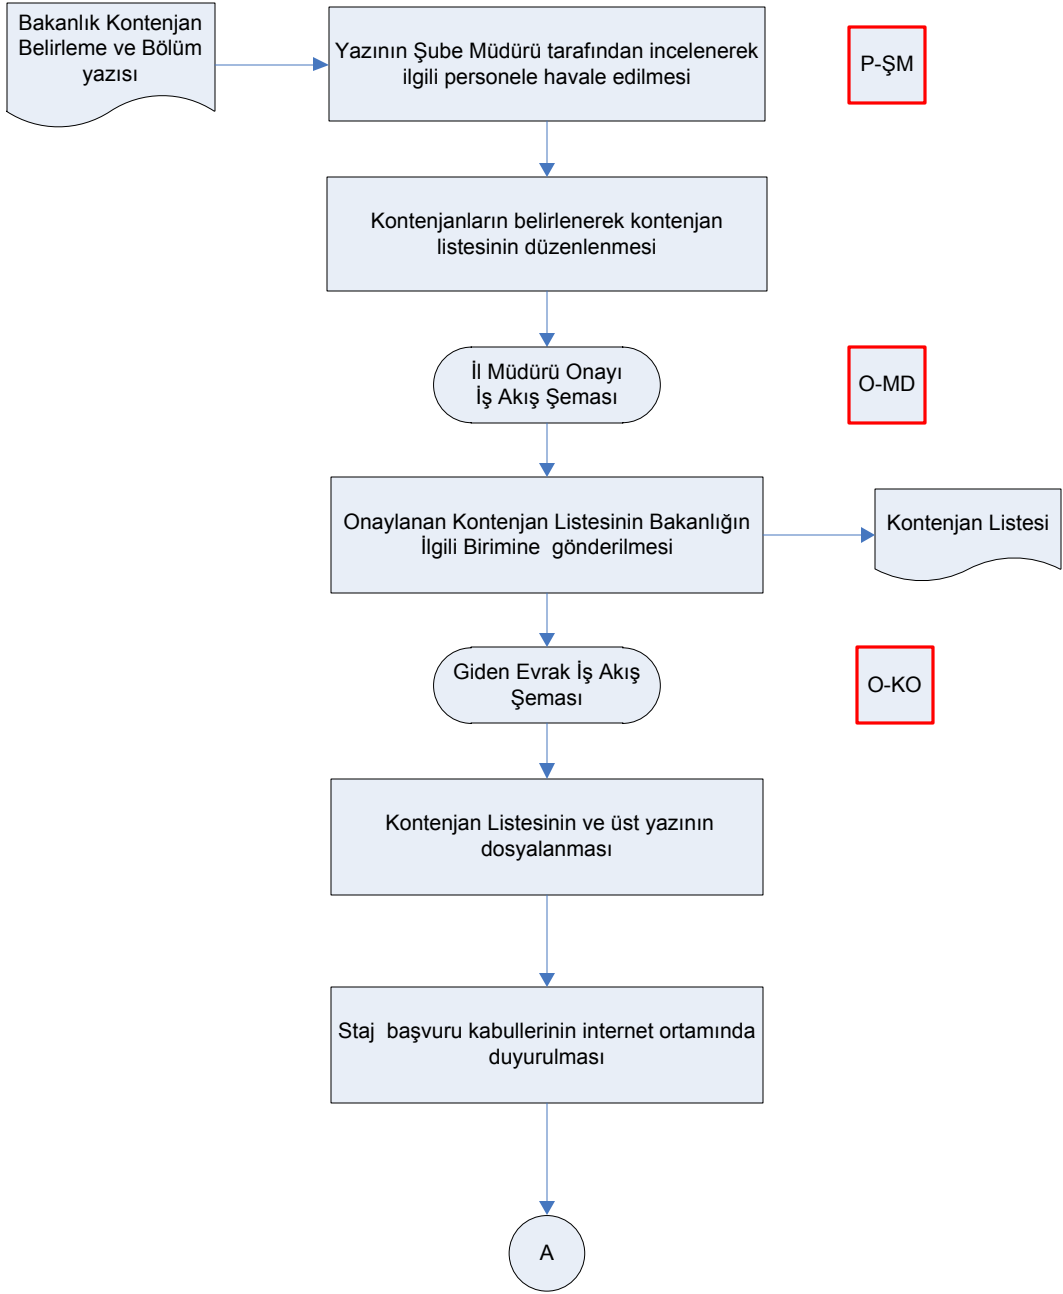 Bakanlık Kontenjan
Belirleme ve Bölüm
yazısı
Yazının Şube Müdürü tarafından incelenerek
ilgili personele havale edilmesi
P-ŞM
Kontenjanların belirlenerek kontenjan
listesinin düzenlenmesi
İl Müdürü Onayı
İş Akış Şeması
O-MD
Onaylanan Kontenjan Listesinin Bakanlığın
İlgili Birimine gönderilmesi
Kontenjan Listesi
Giden Evrak İş Akış
Şeması
O-KO
Kontenjan Listesinin ve üst yazının
dosyalanması
Staj başvuru kabullerinin internet ortamında
duyurulması
A